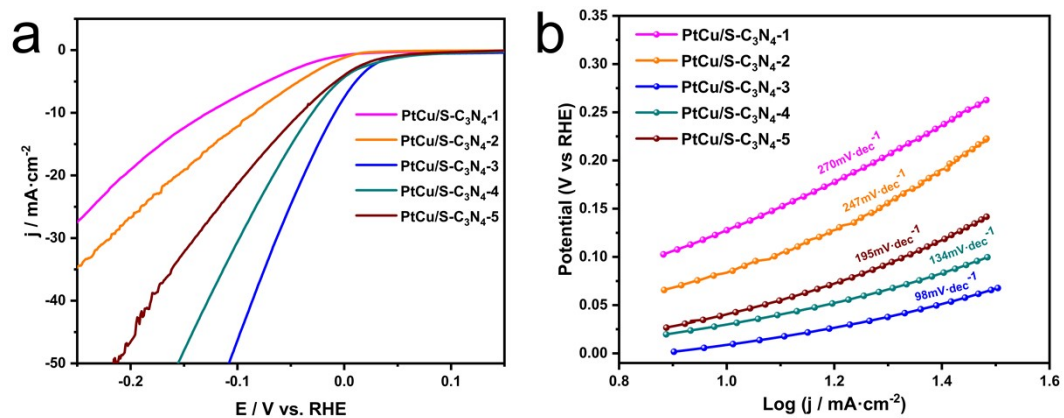 a
j / mA·cm⁻²
0
-10
-20
-30
-40
-50
-0.2
-0.1
0.0
0.1
E / V vs. RHE
PtCu/S-C₃N₄-1
PtCu/S-C₃N₄-2
PtCu/S-C₃N₄-3
PtCu/S-C₃N₄-4
PtCu/S-C₃N₄-5
b
Potential (V vs RHE)
0.35
0.30
0.25
0.20
0.15
0.10
0.05
0.00
0.8
1.0
1.2
1.4
1.6
Log (j / mA·cm⁻²)
PtCu/S-C₃N₄-1
PtCu/S-C₃N₄-2
PtCu/S-C₃N₄-3
PtCu/S-C₃N₄-4
PtCu/S-C₃N₄-5
270mV·dec⁻¹
247mV·dec⁻¹
195mV·dec⁻¹
134mV·dec⁻¹
98mV·dec⁻¹